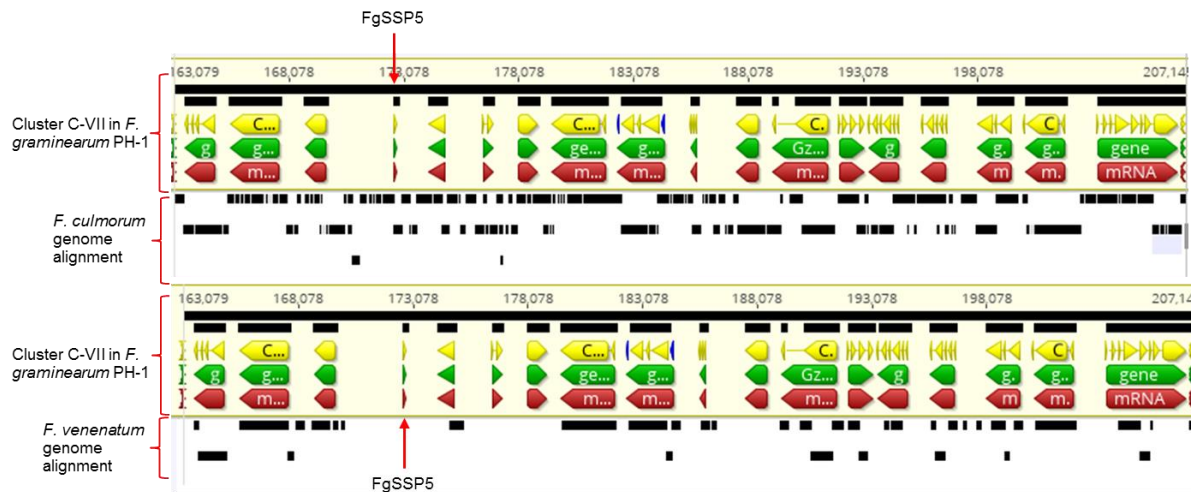 FgSSP5
163,079 168,078 173,078 178,078 183,078 188,078 193,078 198,078 207,14
C... C... C.. C
g g... ge... g... Gz... g g. g.. gene
m... m... m... m... m m. mRNA
Cluster C-VII in F.
graminearum PH-1
F. culmorum
genome
alignment
163,079 168,078 173,078 178,078 183,078 188,078 193,078 198,078 207,14
C... C... C. C
g g... ge... g... Gz... g g. g.. gene
m... m... m... m... m m. mRNA
Cluster C-VII in F.
graminearum PH-1
F. venenatum
genome
alignment
FgSSP5